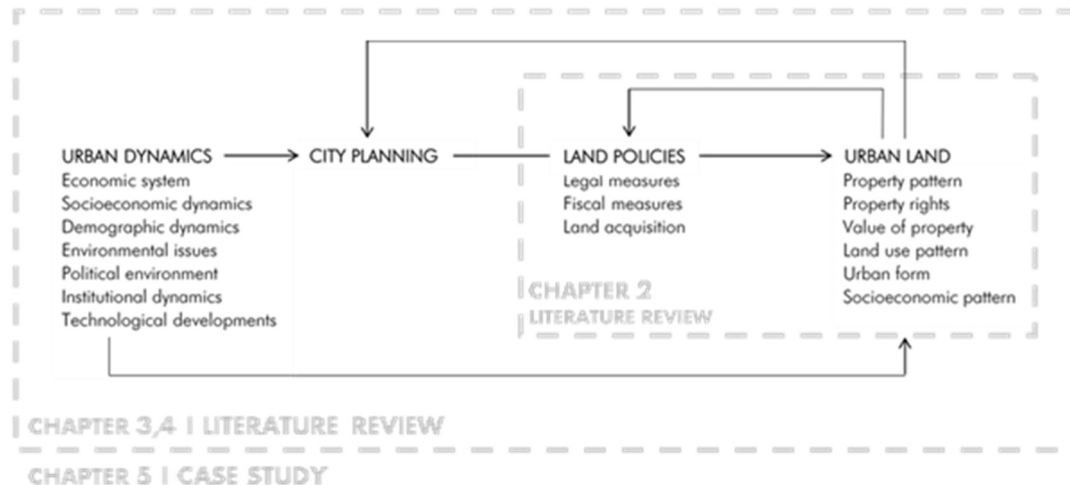 URBAN DYNAMICS
Economic system
Socioeconomic dynamics
Demographic dynamics
Environmental issues
Political environment
Institutional dynamics
Technological developments
CITY PLANNING
LAND POLICIES
Legal measures
Fiscal measures
Land acquisition
URBAN LAND
Property pattern
Property rights
Value of property
Land use pattern
Urban form
Socioeconomic pattern
CHAPTER 2
LITERATURE REVIEW
CHAPTER 3,4 | LITERATURE REVIEW
CHAPTER 5 | CASE STUDY